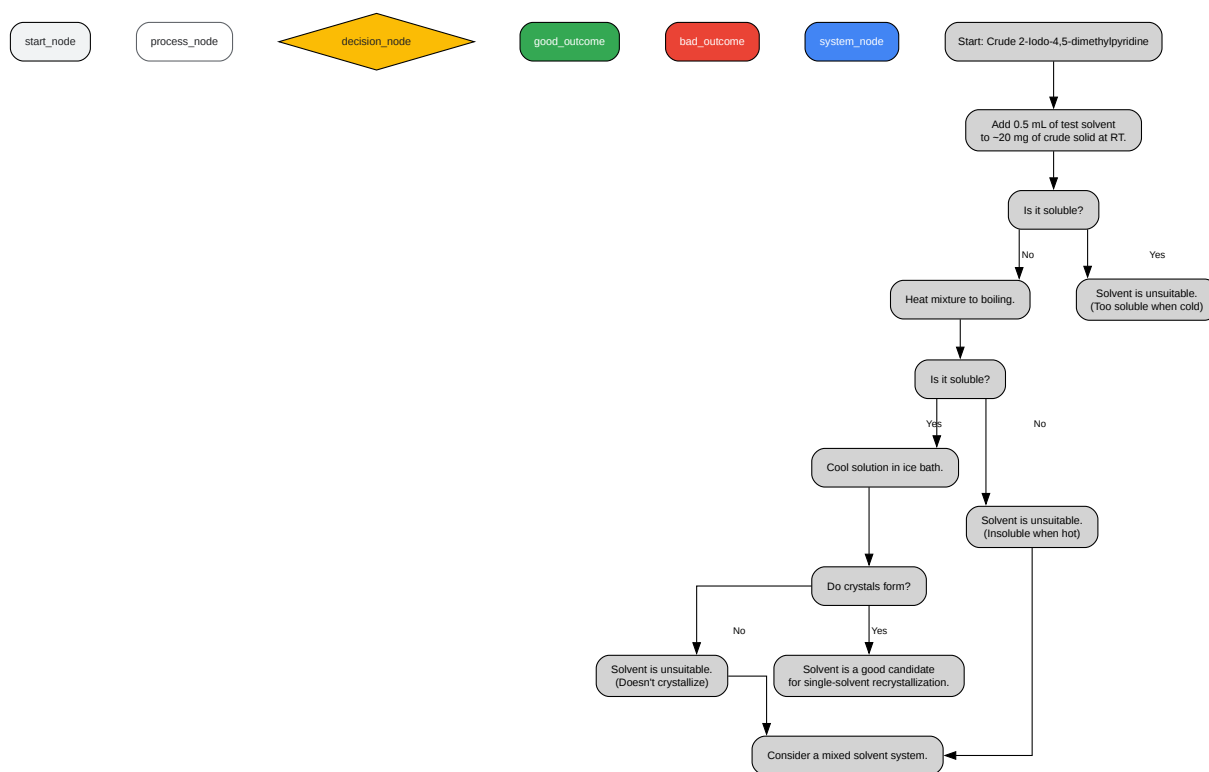 start_node
process_node
decision_node
good_outcome
bad_outcome
system_node
Start: Crude 2-Iodo-4,5-dimethylpyridine
Add 0.5 mL of test solvent
to ~20 mg of crude solid at RT.
Is it soluble?
No
Yes
Heat mixture to boiling.
Solvent is unsuitable.
(Too soluble when cold)
Is it soluble?
Yes
No
Cool solution in ice bath.
Solvent is unsuitable.
(Insoluble when hot)
Do crystals form?
No
Yes
Solvent is unsuitable.
(Doesn't crystallize)
Solvent is a good candidate
for single-solvent recrystallization.
Consider a mixed solvent system.